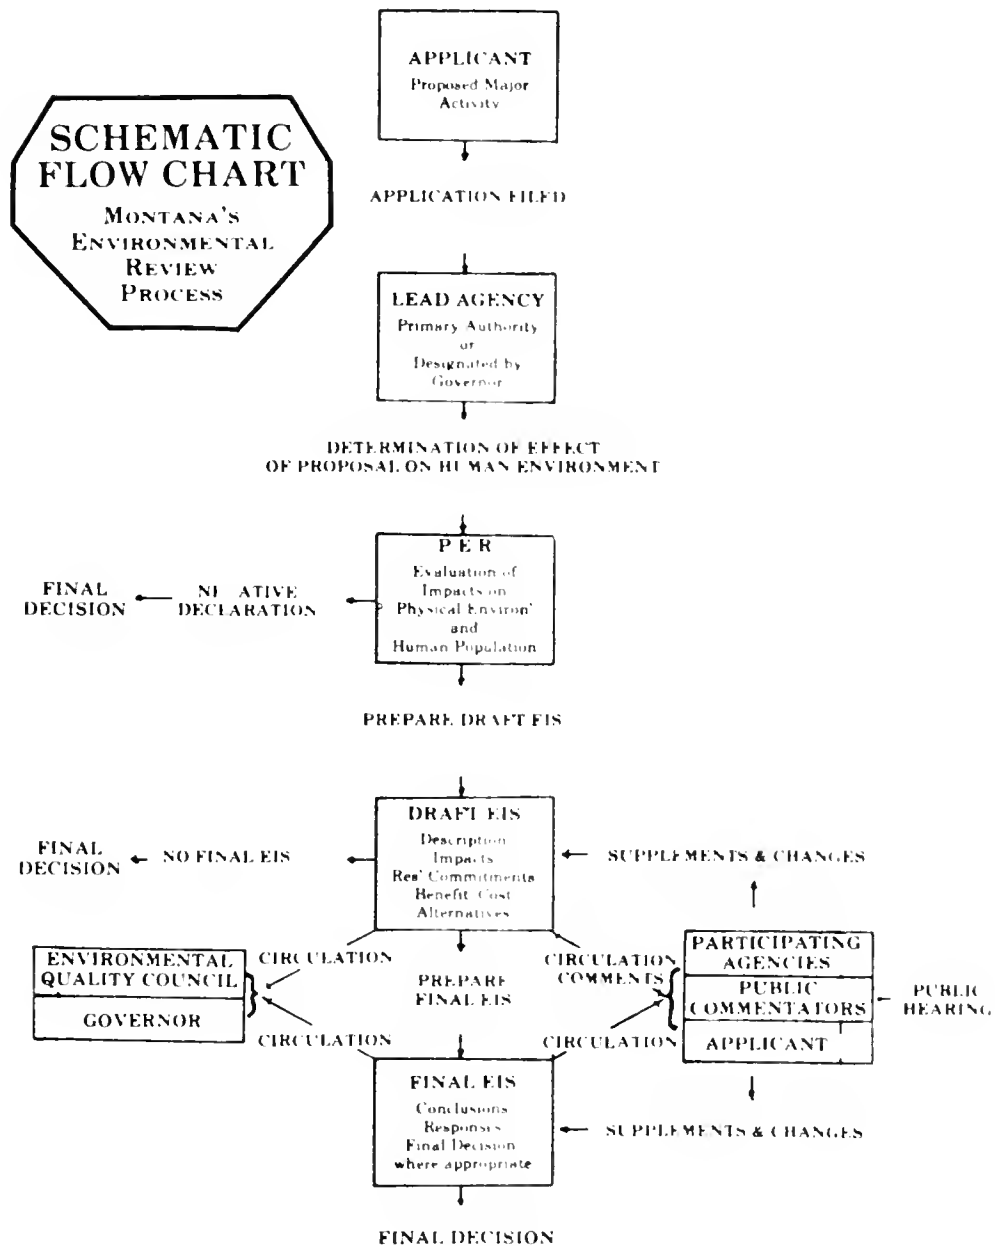 APPLICANT
Proposed Major
Activity
SCHEMATIC
FLOW CHART
MONTANA'S
ENVIRONMENTAL
REVIEW
PROCESS
APPLICATION FILED
LEAD AGENCY
Primary Authority
or
Designated by
Governor
DETERMINATION OF EFFECT
OF PROPOSAL ON HUMAN ENVIRONMENT
P E R
Evaluation of
Impacts on
Physical Environ'
and
Human Population
FINAL
DECISION
DECLARATION
PREPARE DRAFT EIS
DRAFT EIS
Description
Impacts
Res' Commitments
Benefit-Cost
Alternatives
FINAL
DECISION
NO FINAL EIS
SUPPLEMENTS & CHANGES
ENVIRONMENTAL
QUALITY COUNCIL
GOVERNOR
CIRCULATION
PREPARE
FINAL EIS
CIRCULATION
COMMENTS
PARTICIPATING
AGENCIES
PUBLIC
COMMENTATORS
APPLICANT
PUBLIC
HEARING
CIRCULATION
CIRCULATION
FINAL EIS
Conclusions
Responses
Final Decision
where appropriate
SUPPLEMENTS & CHANGES
FINAL DECISION